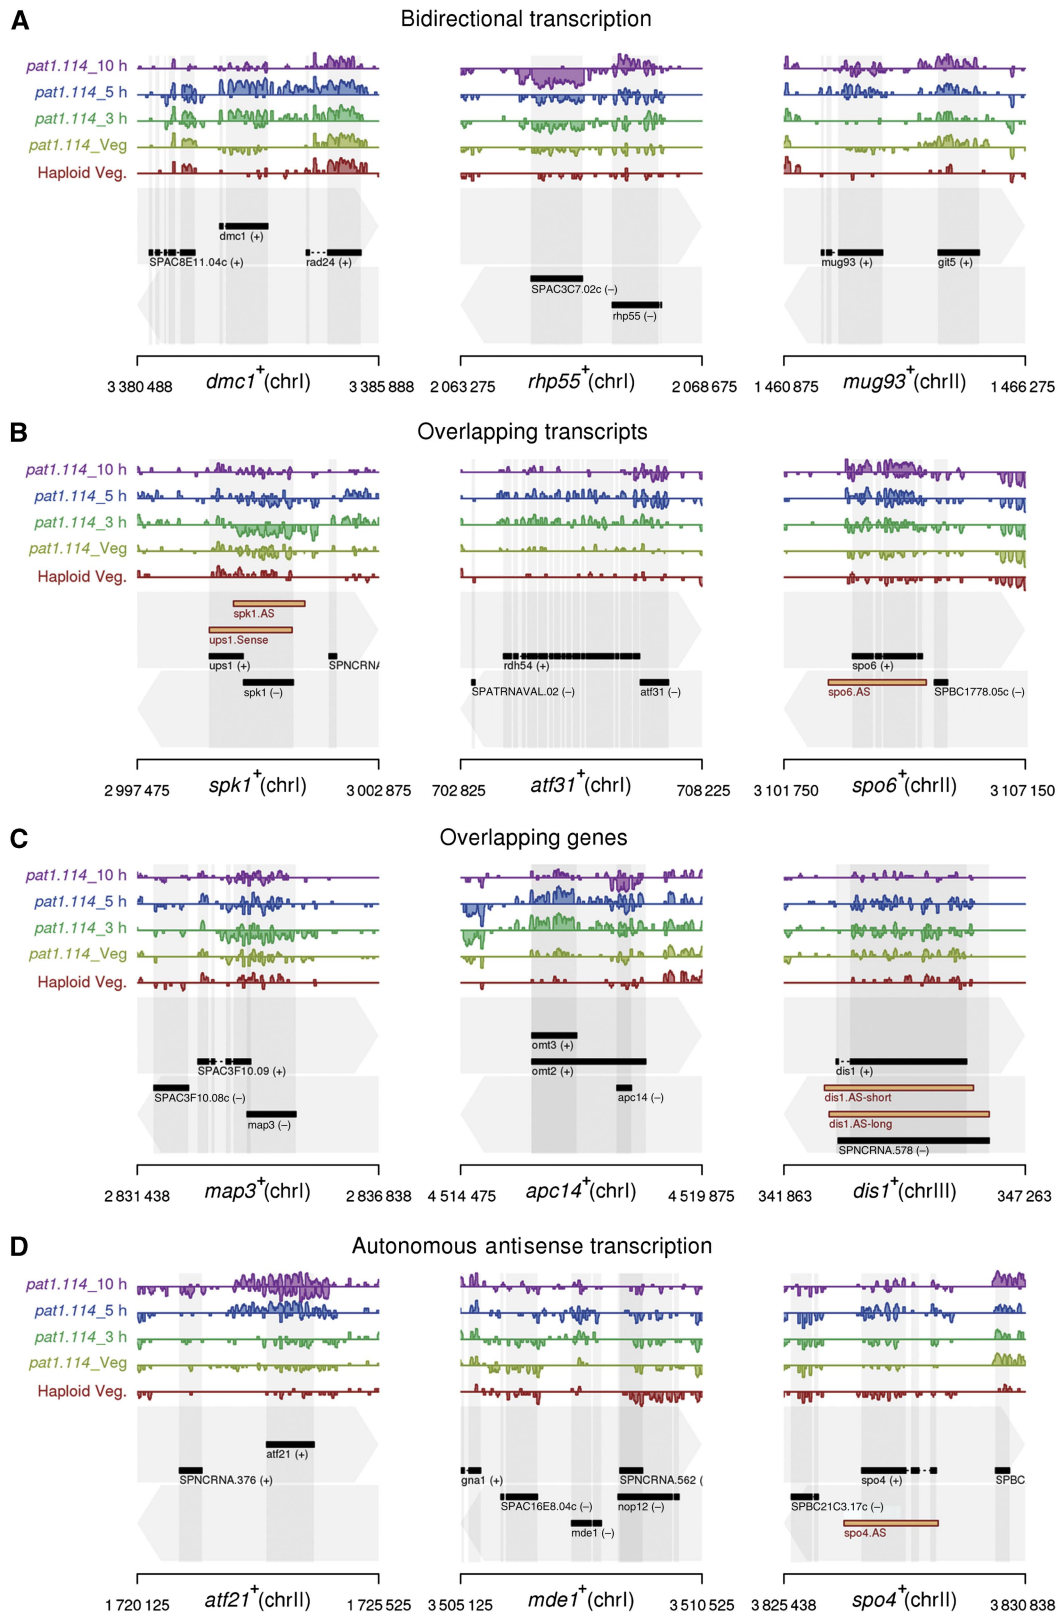 A
Bidirectional transcription
pat1.114_10 h
pat1.114_5 h
pat1.114_3 h
pat1.114_Veg
Haploid Veg.
dmc1 (+)
SPAC8E11.04c (+)
rad24 (+)
SPAC3C7.02c (–)
rhp55 (–)
mug93 (+)
git5 (+)
3 380 488
dmc1+(chrI)
3 385 888
2 063 275
rhp55+(chrI)
2 068 675
1 460 875
mug93+(chrII)
1 466 275
B
Overlapping transcripts
pat1.114_10 h
pat1.114_5 h
pat1.114_3 h
pat1.114_Veg
Haploid Veg.
spk1.AS
ups1.Sense
ups1 (+)
SPNCRNA
spk1 (–)
rdh54 (+)
SPATRNAVAL.02 (–)
atf31 (–)
spo6 (+)
spo6.AS
SPBC1778.05c (–)
2 997 475
spk1+(chrI)
3 002 875
702 825
atf31+(chrI)
708 225
3 101 750
spo6+(chrII)
3 107 150
C
Overlapping genes
pat1.114_10 h
pat1.114_5 h
pat1.114_3 h
pat1.114_Veg
Haploid Veg.
SPAC3F10.09 (+)
SPAC3F10.08c (–)
map3 (–)
omt3 (+)
omt2 (+)
apc14 (–)
dis1 (+)
dis1.AS-short
dis1.AS-long
SPNCRNA.578 (–)
2 831 438
map3+(chrI)
2 836 838
4 514 475
apc14+(chrI)
4 519 875
341 863
dis1+(chrIII)
347 263
D
Autonomous antisense transcription
pat1.114_10 h
pat1.114_5 h
pat1.114_3 h
pat1.114_Veg
Haploid Veg.
atf21 (+)
SPNCRNA.376 (+)
gna1 (+)
SPNCRNA.562 (
SPAC16E8.04c (–)
nop12 (–)
mde1 (–)
spo4 (+)
SPBC
SPBC21C3.17c (–)
spo4.AS
1 720 125
atf21+(chrII)
1 725 525
3 505 125
mde1+(chrI)
3 510 525
3 825 438
spo4+(chrII)
3 830 838